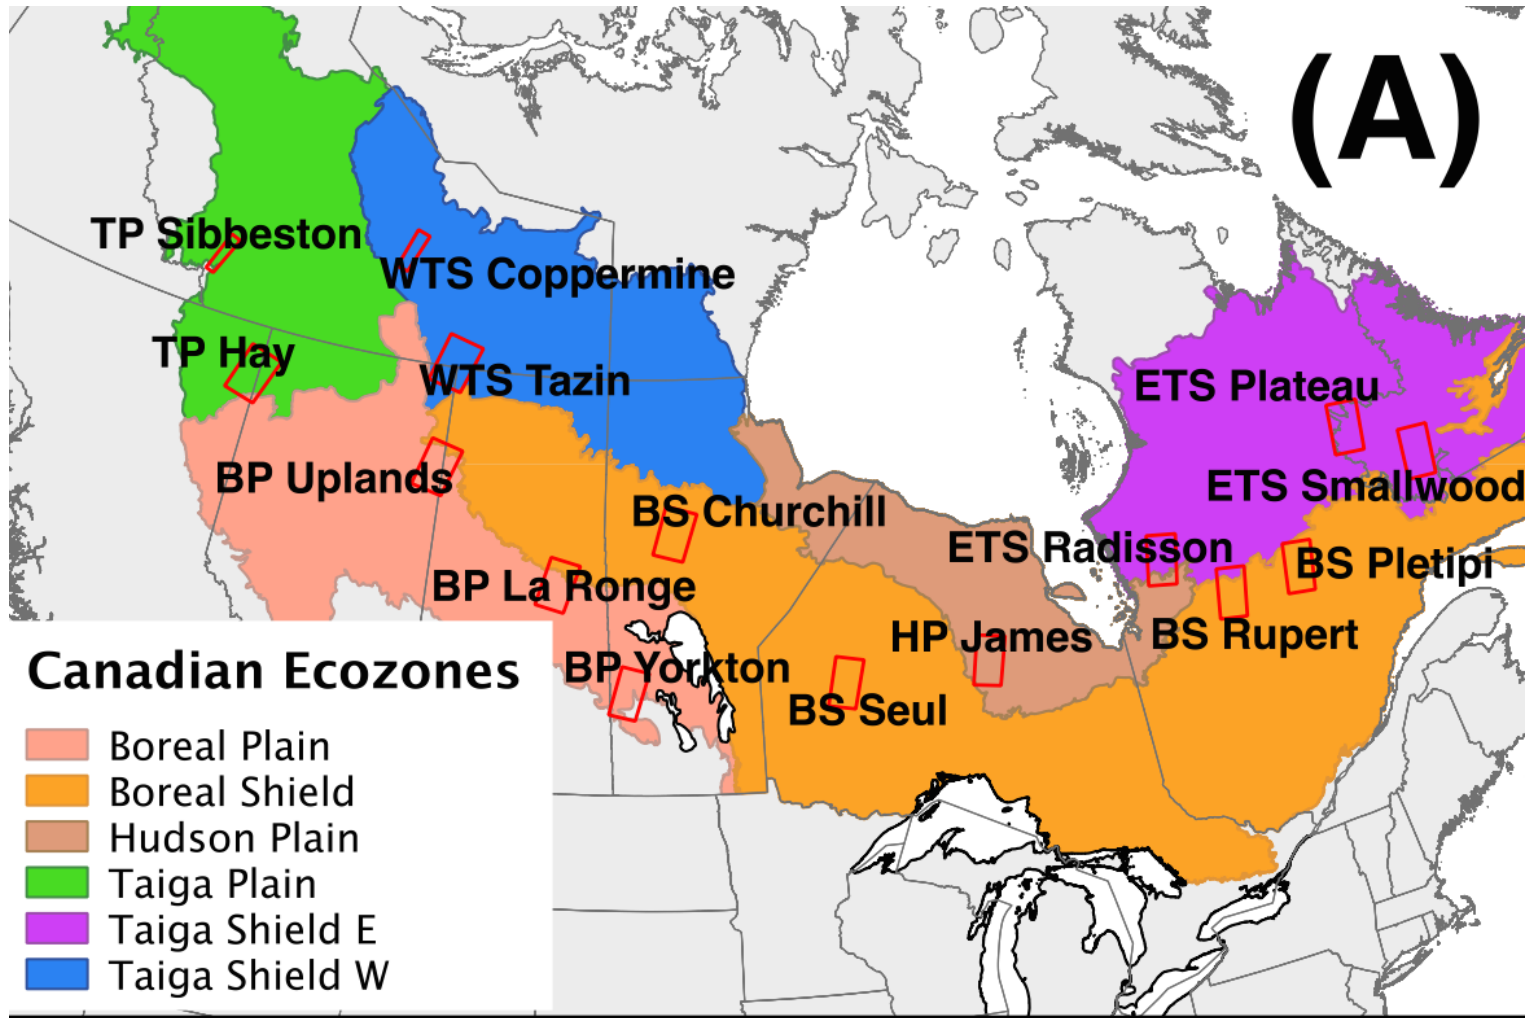 (A)
TP Sibbeston
WTS Coppermine
TP Hay
WTS Tazin
ETS Plateau
BP Uplands
ETS Smallwood
BS Churchill
ETS Radisson
BS Pletipi
BP La Ronge
HP James
BS Rupert
BP Yorkton
BS Seul
Canadian Ecozones
Boreal Plain
Boreal Shield
Hudson Plain
Taiga Plain
Taiga Shield E
Taiga Shield W